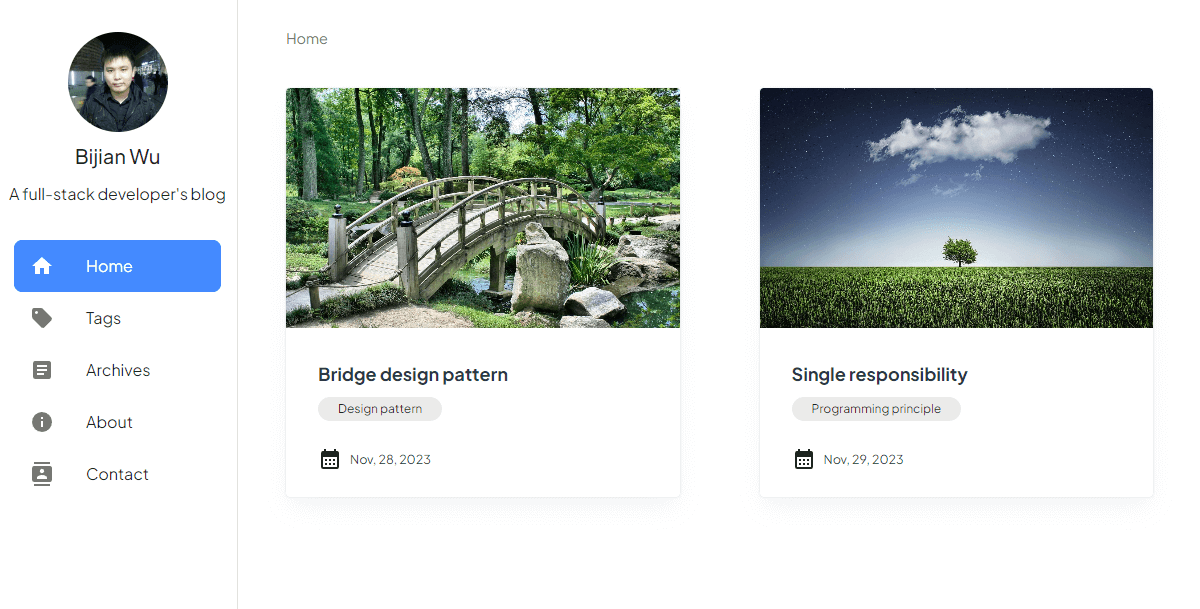 Bijian Wu
A full-stack developer's blog
Home
Tags
Archives
About
Contact
Home
Bridge design pattern
Design pattern
Nov, 28, 2023
Single responsibility
Programming principle
Nov, 29, 2023